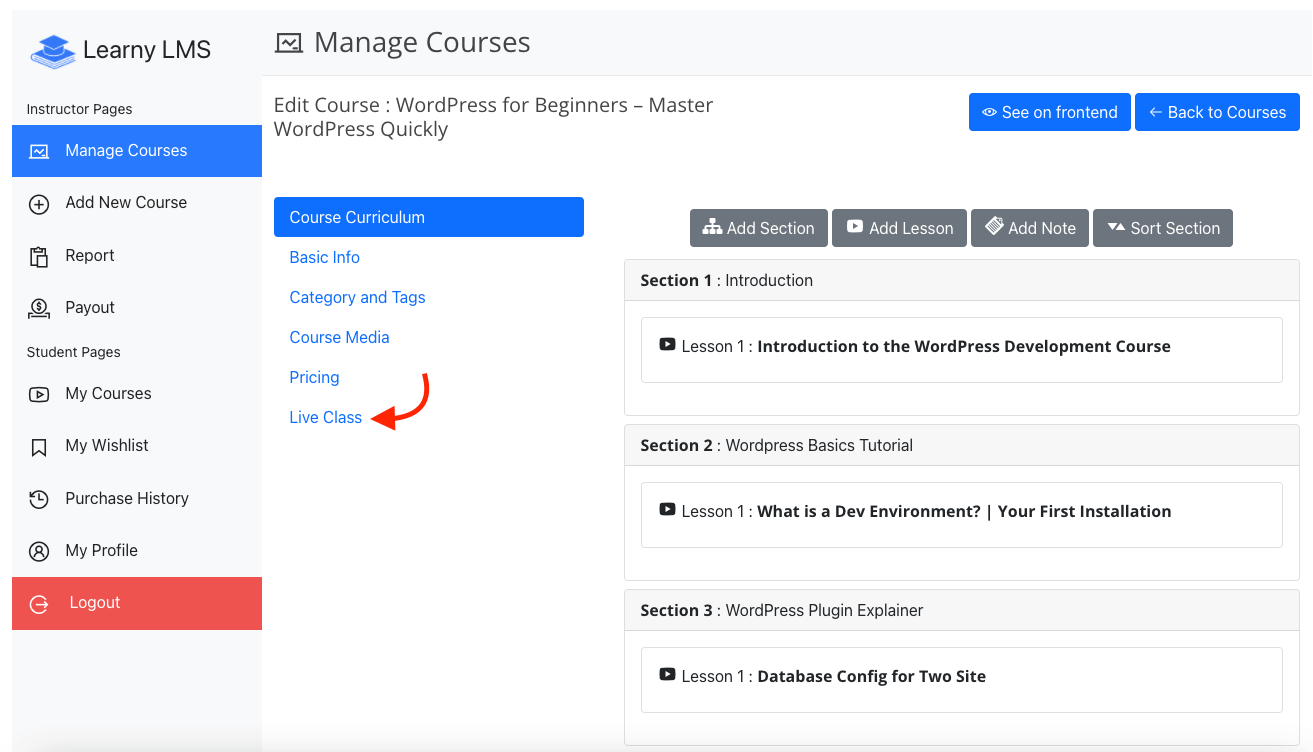 Learny LMS
Instructor Pages
Manage Courses
Add New Course
Report
Payout
Student Pages
My Courses
My Wishlist
Purchase History
My Profile
Logout
Manage Courses
Edit Course : WordPress for Beginners – Master
WordPress Quickly
See on frontend
← Back to Courses
Course Curriculum
Basic Info
Category and Tags
Course Media
Pricing
Live Class
Add Section
Add Lesson
Add Note
Sort Section
Section 1 : Introduction
Lesson 1 : Introduction to the WordPress Development Course
Section 2 : Wordpress Basics Tutorial
Lesson 1 : What is a Dev Environment? | Your First Installation
Section 3 : WordPress Plugin Explainer
Lesson 1 : Database Config for Two Site